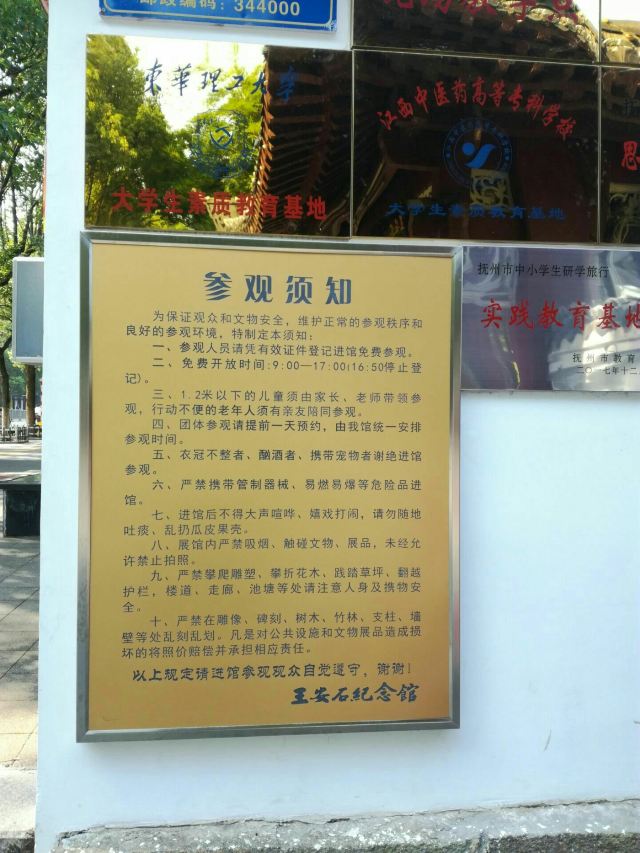 邮政编码：344000
東華理工大学
大学生素质教育基地
江西中医药高等专科学校
大学生素质教育基地
抚州市中小学生研学旅行
实践教育基地
抚州市教育
二〇一七年十二
参观须知
为保证观众和文物安全，维护正常的参观秩序和
良好的参观环境，特制定本须知：
一、参观人员请凭有效证件登记进馆免费参观。
二、免费开放时间:9:00—17:00(16:50停止登
记)。
三、1.2米以下的儿童须由家长、老师带领参
观，行动不便的老年人须有亲友陪同参观。
四、团体参观请提前一天预约，由我馆统一安排
参观时间。
五、衣冠不整者、酗酒者、携带宠物者谢绝进馆
参观。
六、严禁携带管制器械、易燃易爆等危险品进
馆。
七、进馆后不得大声喧哗、嬉戏打闹，请勿随地
吐痰、乱扔瓜皮果壳。
八、展馆内严禁吸烟、触碰文物、展品，未经允
许禁止拍照。
九、严禁攀爬雕塑、攀折花木、践踏草坪、翻越
护栏，楼道、走廊、池塘等处请注意人身及携物安
全。
十、严禁在雕像、碑刻、树木、竹林、支柱、墙
壁等处乱刻乱划。凡是对公共设施和文物展品造成损
坏的将照价赔偿并承担相应责任。
以上规定请进馆参观观众自觉遵守，谢谢！
王安石紀念館